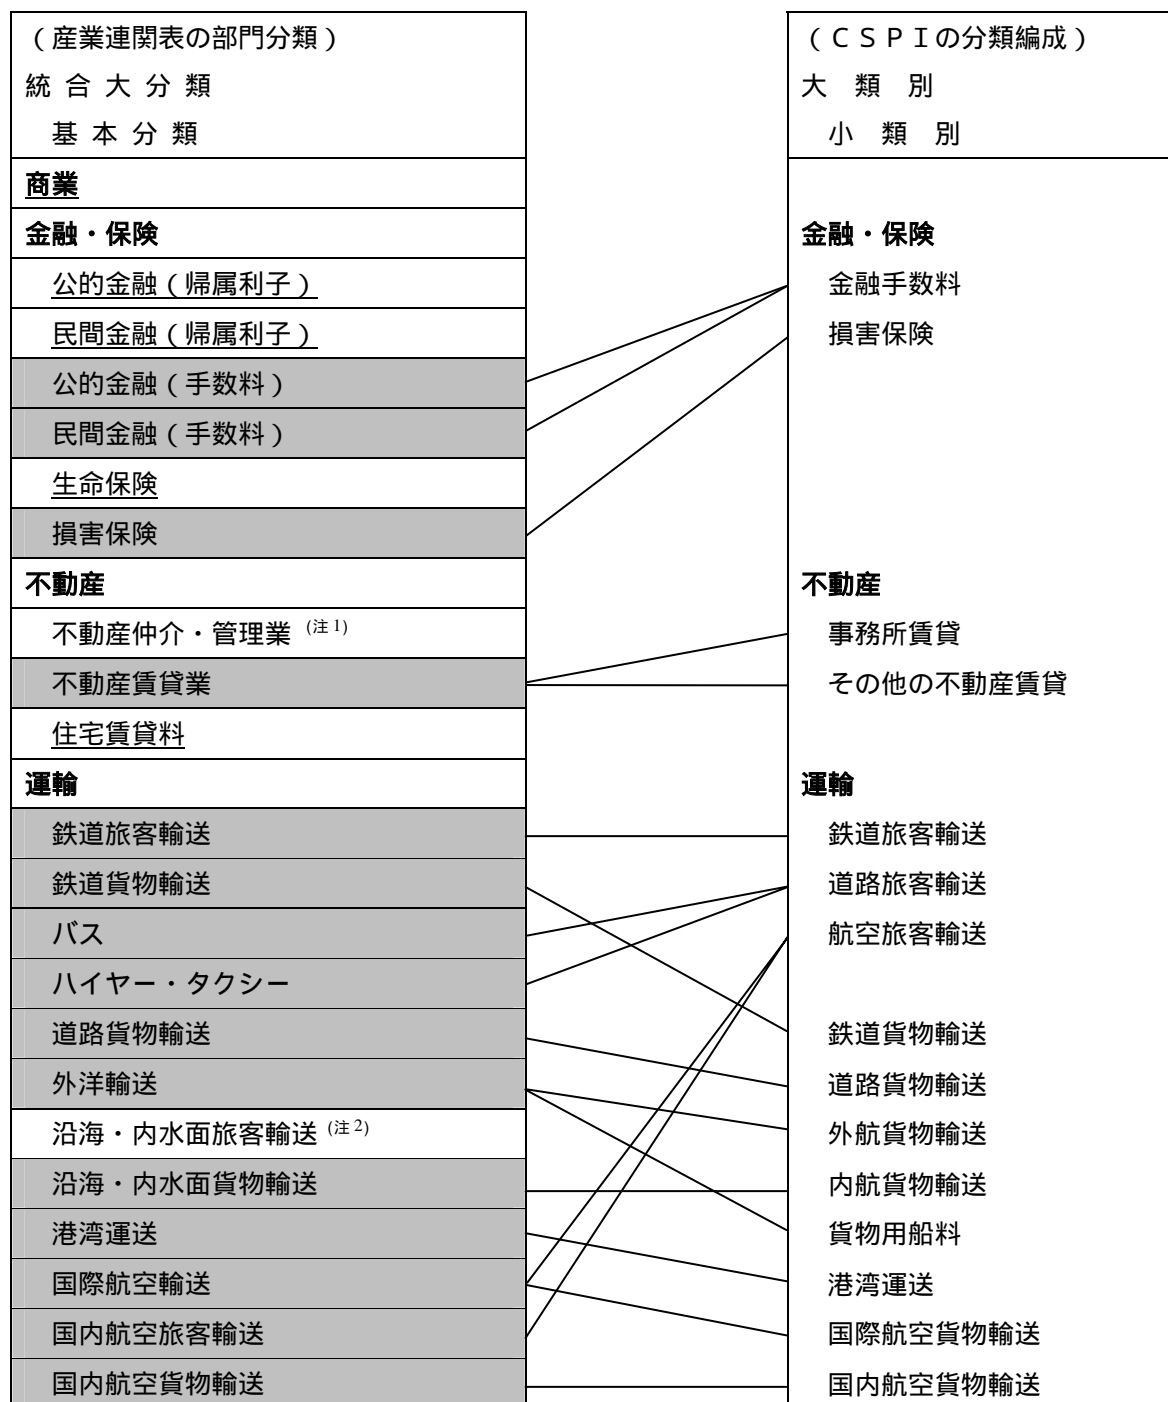 （産業連関表の部門分類）
統 合 大 分 類
基 本 分 類
商業
金融・保険
公的金融（帰属利子）
民間金融（帰属利子）
公的金融（手数料）
民間金融（手数料）
生命保険
損害保険
不動産
不動産仲介・管理業 (注 1)
不動産賃貸業
住宅賃貸料
運輸
鉄道旅客輸送
鉄道貨物輸送
バス
ハイヤー・タクシー
道路貨物輸送
外洋輸送
沿海・内水面旅客輸送 (注 2)
沿海・内水面貨物輸送
港湾運送
国際航空輸送
国内航空旅客輸送
国内航空貨物輸送
（ＣＳＰＩの分類編成）
大　類　別
小　類　別
金融・保険
金融手数料
損害保険
不動産
事務所賃貸
その他の不動産賃貸
運輸
鉄道旅客輸送
道路旅客輸送
航空旅客輸送
鉄道貨物輸送
道路貨物輸送
外航貨物輸送
内航貨物輸送
貨物用船料
港湾運送
国際航空貨物輸送
国内航空貨物輸送